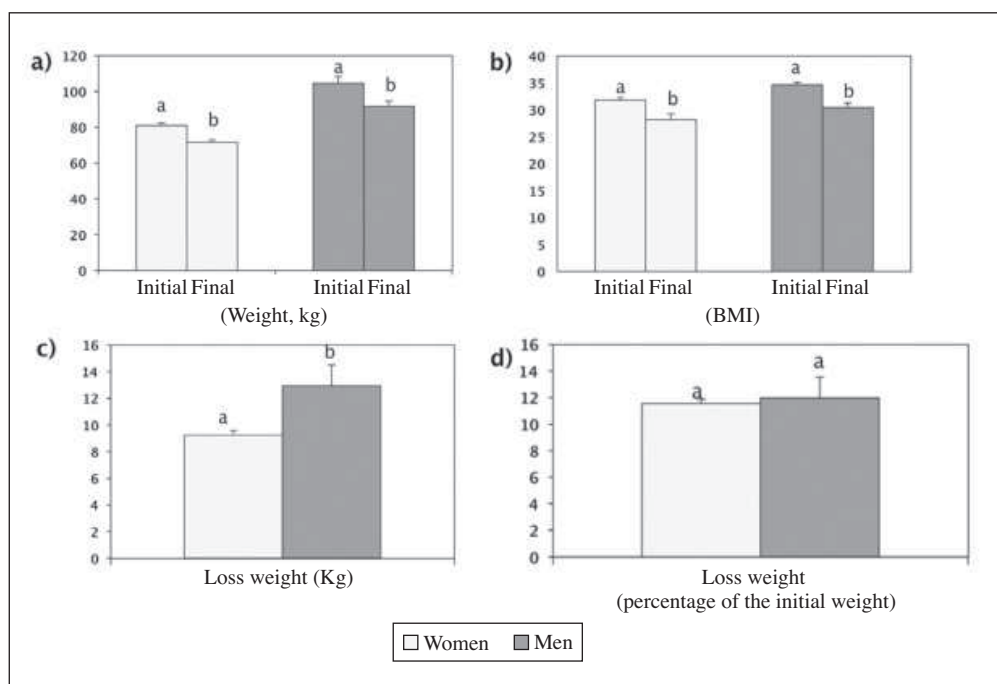 a)
120
100
80
60
40
20
0
a
b
a
b
Initial Final
Initial Final
(Weight, kg)
b)
40
35
30
25
20
15
10
5
0
a
b
a
b
Initial Final
Initial Final
(BMI)
c)
16
14
12
10
8
6
4
2
0
a
b
Loss weight (Kg)
d)
16
14
12
10
8
6
4
2
0
a
a
Loss weight
(percentage of the initial weight)
Women
Men